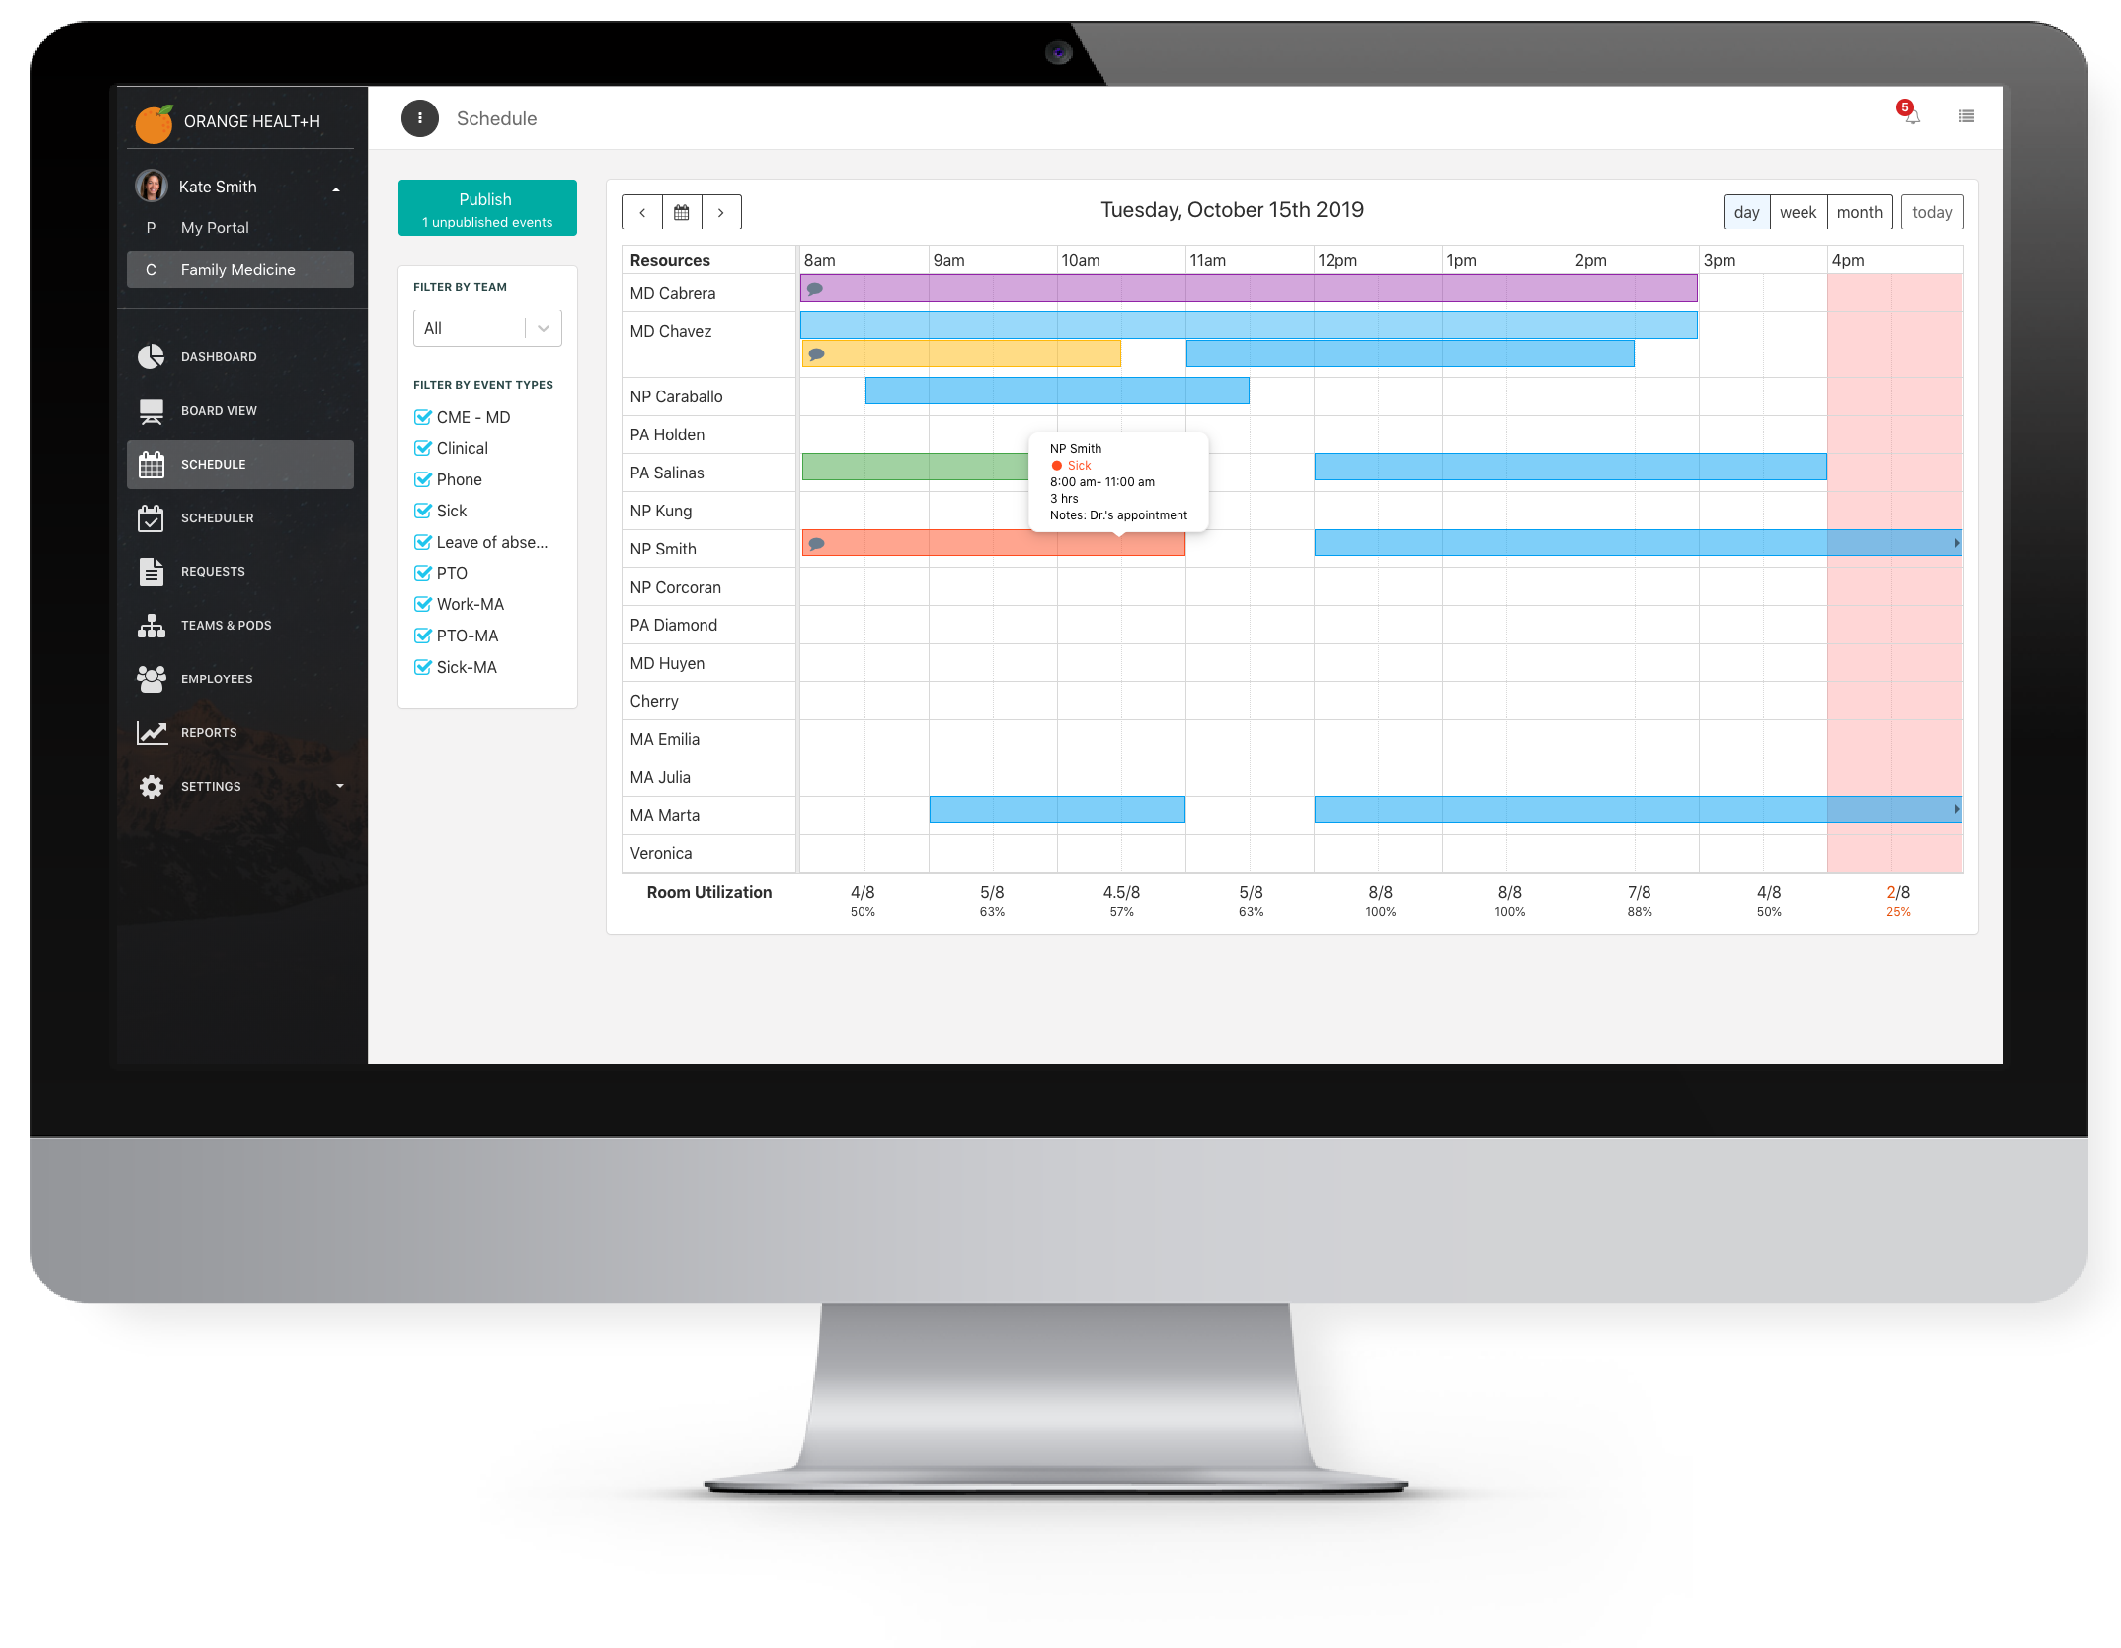 ORANGE HEALT+H
Kate Smith
P My Portal
C Family Medicine
DASHBOARD
BOARD VIEW
SCHEDULE
SCHEDULER
REQUESTS
TEAMS & PODS
EMPLOYEES
REPORTS
SETTINGS
Schedule
5
Publish
1 unpublished events
FILTER BY TEAM
All
FILTER BY EVENT TYPES
CME - MD
Clinical
Phone
Sick
Leave of abse...
PTO
Work-MA
PTO-MA
Sick-MA
Tuesday, October 15th 2019
day week month today
Resources 8am 9am 10am 11am 12pm 1pm 2pm 3pm 4pm
MD Cabrera
MD Chavez
NP Caraballo
PA Holden
PA Salinas
NP Kung
NP Smith
NP Corcoran
PA Diamond
MD Huyen
Cherry
MA Emilia
MA Julia
MA Marta
Veronica
NP Smith
Sick
8:00 am- 11:00 am
3 hrs
Notes: Dr.'s appointment
Room Utilization 4/8 5/8 4.5/8 5/8 8/8 8/8 7/8 4/8 2/8
50% 63% 57% 63% 100% 100% 88% 50% 25%